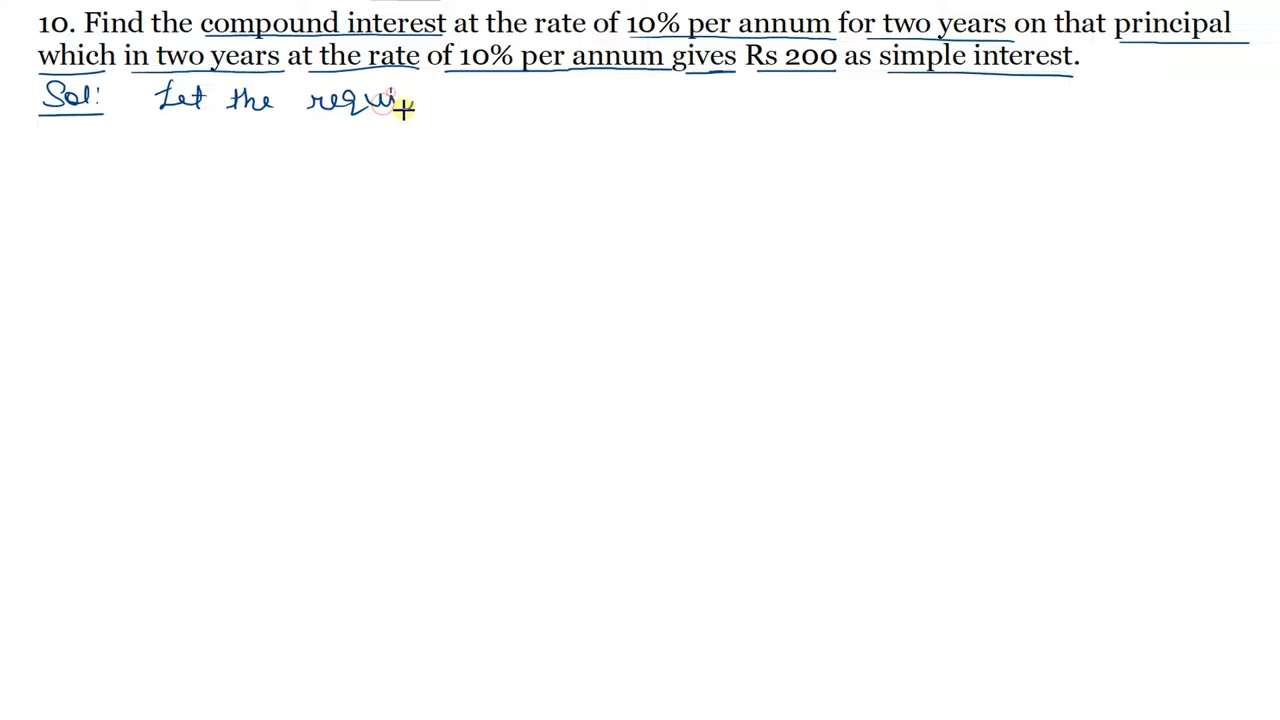 10. Find the compound interest at the rate of 10% per annum for two years on that principal
which in two years at the rate of 10% per annum gives Rs 200 as simple interest.
Sol: Let the requi